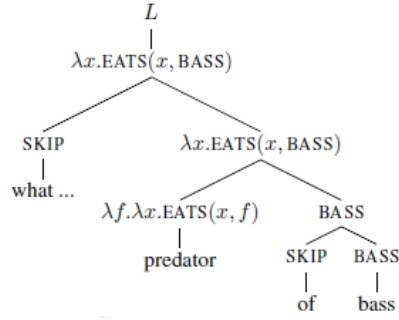 L
λx.EATS(x, BASS)
SKIP λx.EATS(x, BASS)
what ... λf.λx.EATS(x, f) BASS
predator SKIP BASS
of bass